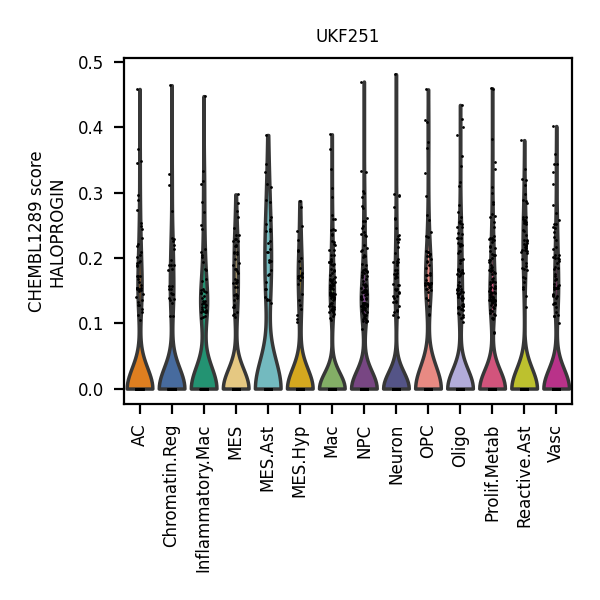 UKF251
CHEMBL1289 score
HALOPROGIN
0.5
0.4
0.3
0.2
0.1
0.0
AC
Chromatin.Reg
Inflammatory.Mac
MES
MES.Ast
MES.Hyp
Mac
NPC
Neuron
OPC
Oligo
Prolif.Metab
Reactive.Ast
Vasc